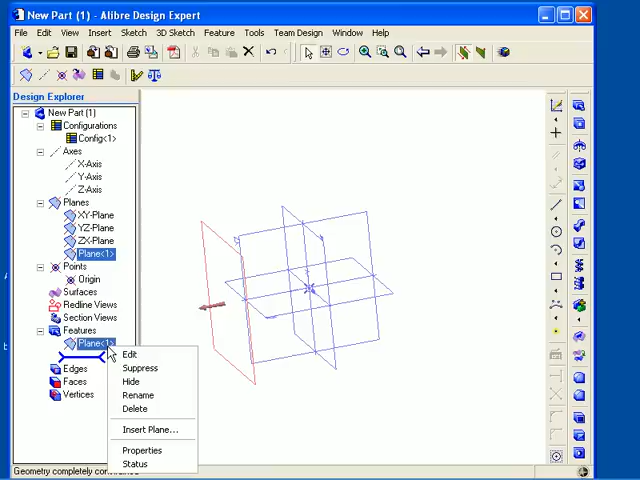 New Part (1) - Alibre Design Expert
File Edit View Insert Sketch 3D Sketch Feature Tools Team Design Window Help
Design Explorer
New Part (1)
Configurations
Config<1>
Axes
X-Axis
Y-Axis
Z-Axis
Planes
XY-Plane
YZ-Plane
ZX-Plane
Plane<1>
Points
Origin
Surfaces
Redline Views
Section Views
Features
Plane<1>
Edges
Faces
Vertices
Edit
Suppress
Hide
Rename
Delete
Insert Plane...
Properties
Status
Geometry completely